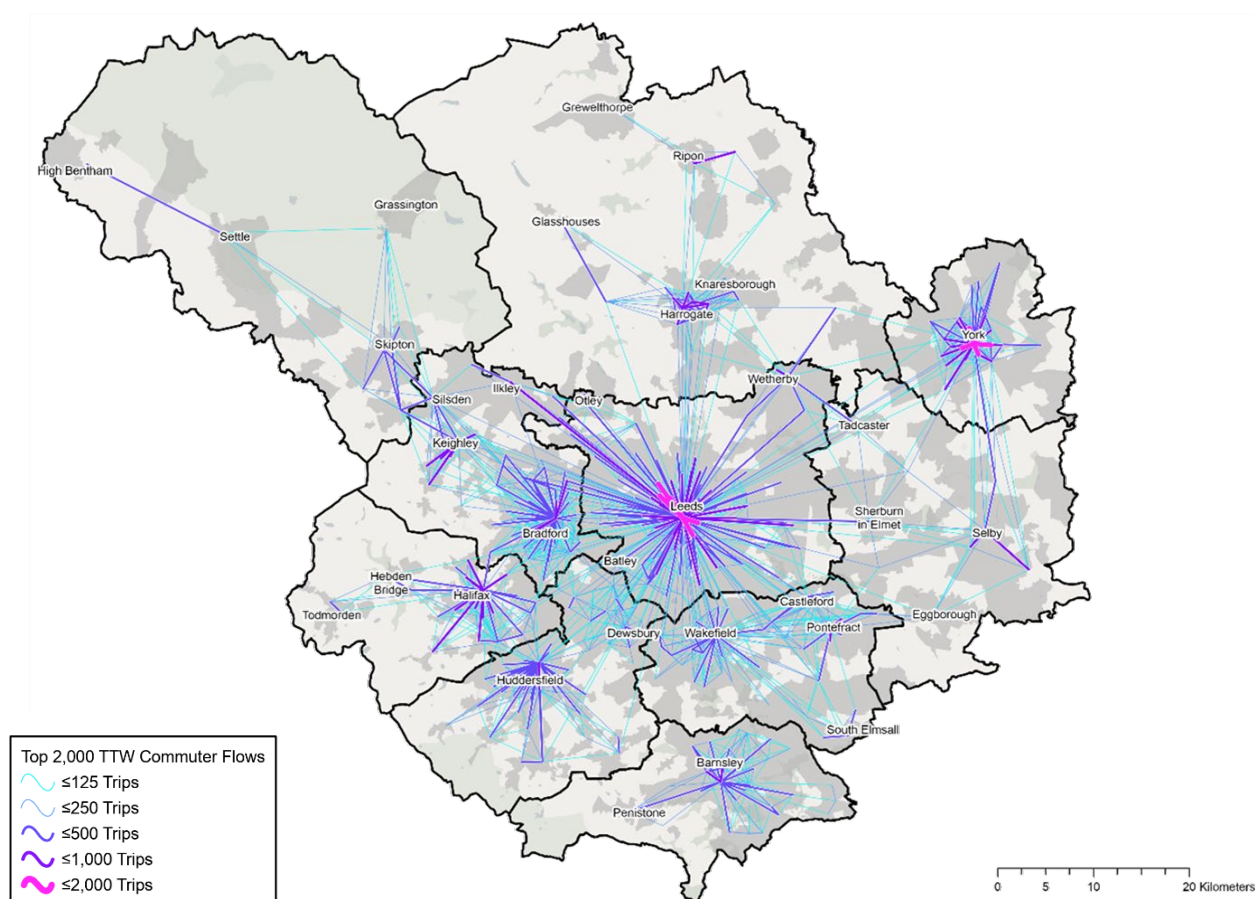 Grewelthorpe
Ripon
High Bentham
Grassington
Glasshouses
Settle
Knaresborough
Harrogate
York
Skipton
Wetherby
Ilkley
Silsden
Otley
Tadcaster
Keighley
Leeds
Sherburn
in Elmet
Bradford
Selby
Batley
Hebden
Bridge
Halifax
Castleford
Todmorden
Eggborough
Pontefract
Dewsbury
Wakefield
Huddersfield
South Elmsall
Barnsley
Penistone
Top 2,000 TTW Commuter Flows
≤125 Trips
≤250 Trips
≤500 Trips
≤1,000 Trips
≤2,000 Trips
0 5 10 20 Kilometers